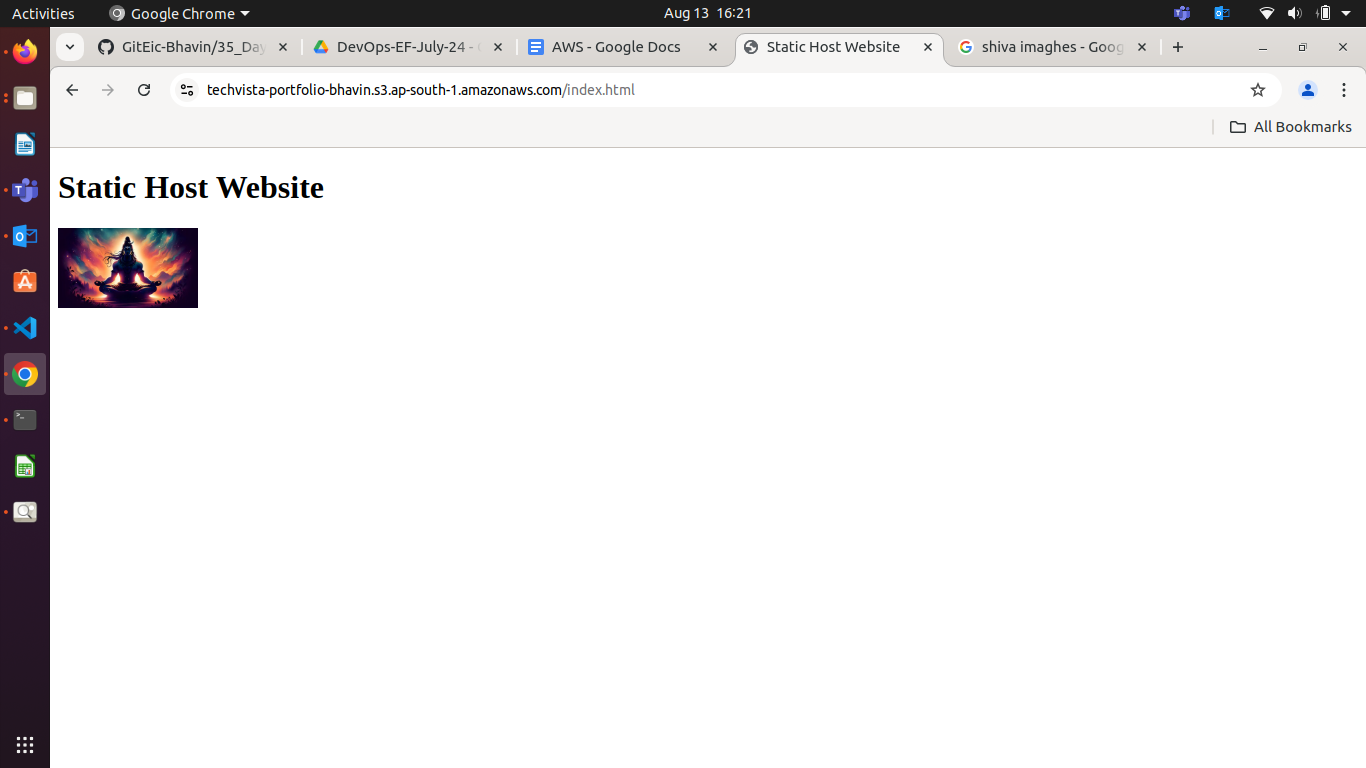 Activities
Google Chrome
Aug 13 16:21
GitEic-Bhavin/35_Day
DevOps-EF-July-24 -
AWS - Google Docs
Static Host Website
shiva imaghes - Goog
techvista-portfolio-bhavin.s3.ap-south-1.amazonaws.com/index.html
All Bookmarks
Static Host Website